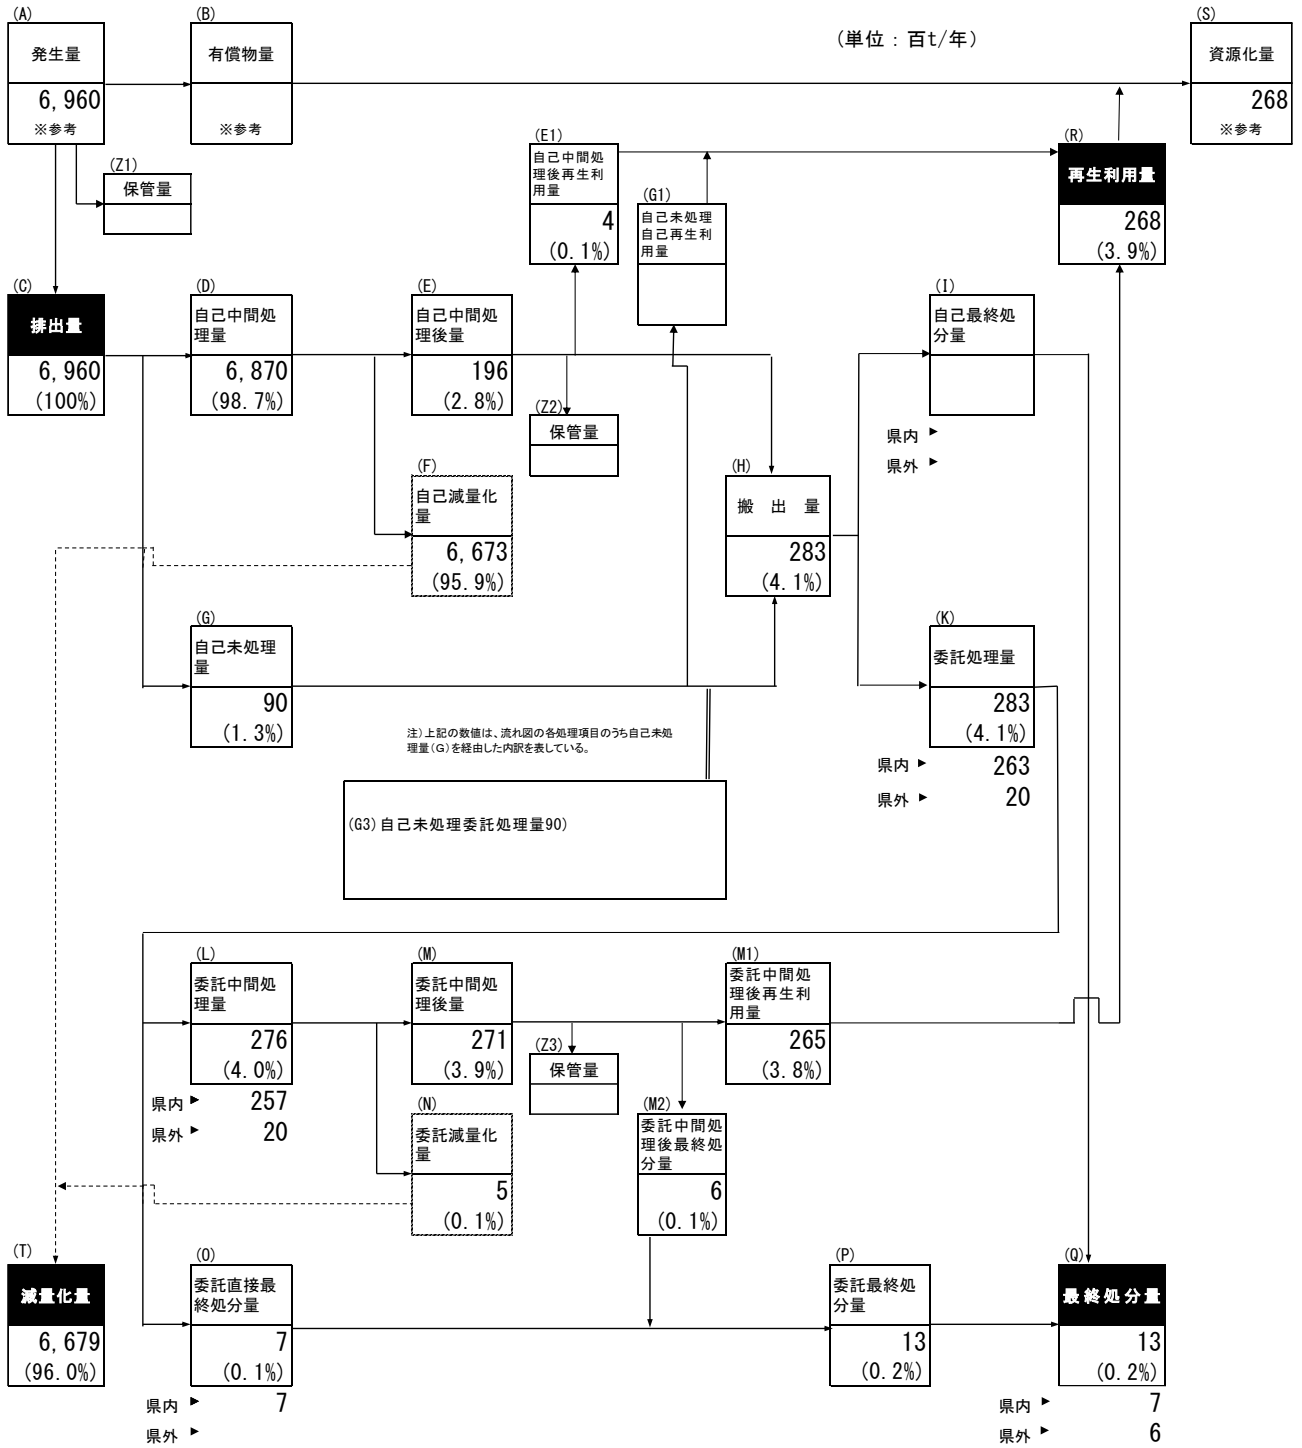 (A)
発生量
6,960
※参考
(B)
有償物量
※参考
(単位：百t/年)
(S)
資源化量
268
※参考
(Z1)
保管量
(E1)
自己中間処
理後再生利
用量
4
(0.1%)
(G1)
自己未処理
自己再生利
用量
(R)
再生利用量
268
(3.9%)
(C)
排出量
6,960
(100%)
(D)
自己中間処
理量
6,870
(98.7%)
(E)
自己中間処
理後量
196
(2.8%)
(Z2)
保管量
(I)
自己最終処
分量
県内
県外
(F)
自己減量化
量
6,673
(95.9%)
(H)
搬 出 量
283
(4.1%)
(G)
自己未処理
量
90
(1.3%)
(K)
委託処理量
283
(4.1%)
県内 263
県外 20
注)上記の数値は、流れ図の各処理項目のうち自己未処
理量(G)を経由した内訳を表している。
(G3)自己未処理委託処理量90)
(L)
委託中間処
理量
276
(4.0%)
県内 257
県外 20
(M)
委託中間処
理後量
271
(3.9%)
(Z3)
保管量
(M1)
委託中間処
理後再生利
用量
265
(3.8%)
(N)
委託減量化
量
5
(0.1%)
(M2)
委託中間処
理後最終処
分量
6
(0.1%)
(T)
減量化量
6,679
(96.0%)
(O)
委託直接最
終処分量
7
(0.1%)
県内 7
県外
(P)
委託最終処
分量
13
(0.2%)
(Q)
最終処分量
13
(0.2%)
県内 7
県外 6